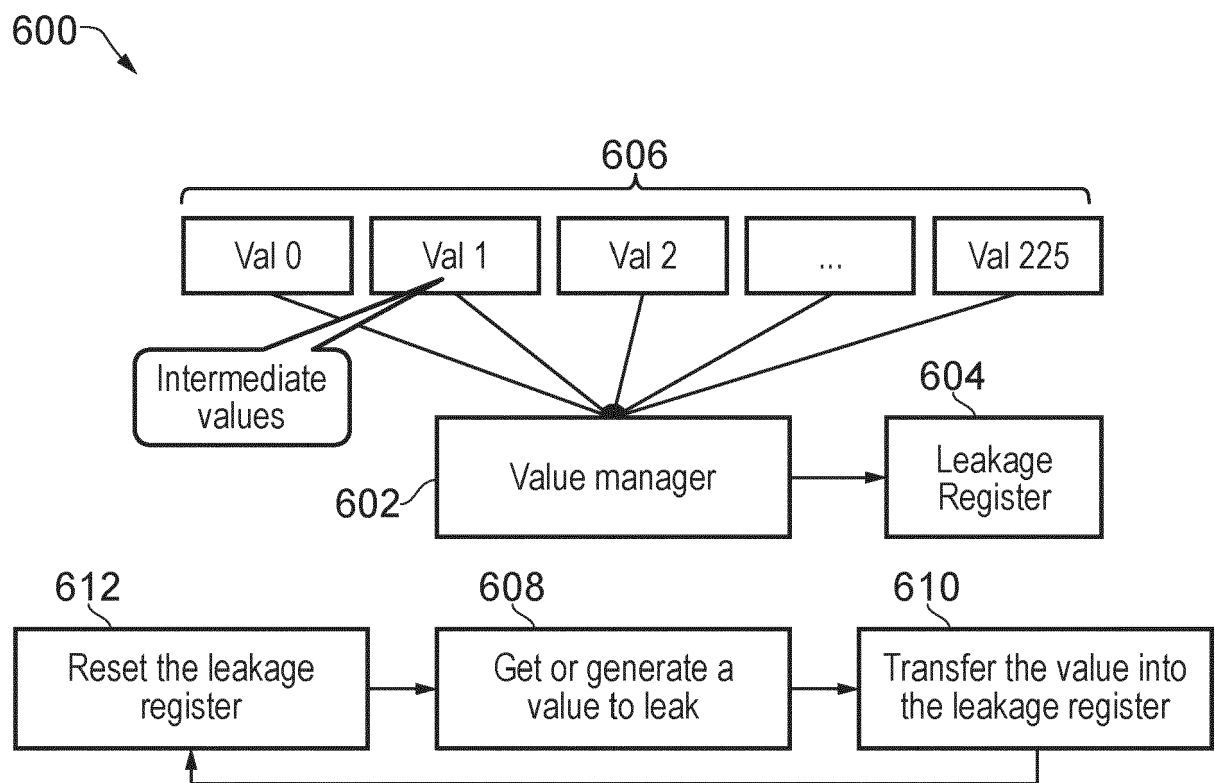 600
606
Val 0
Val 1
Val 2
...
Val 225
Intermediate
values
604
Value manager
Leakage
Register
602
612
608
610
Reset the leakage
register
Get or generate a
value to leak
Transfer the value into
the leakage register